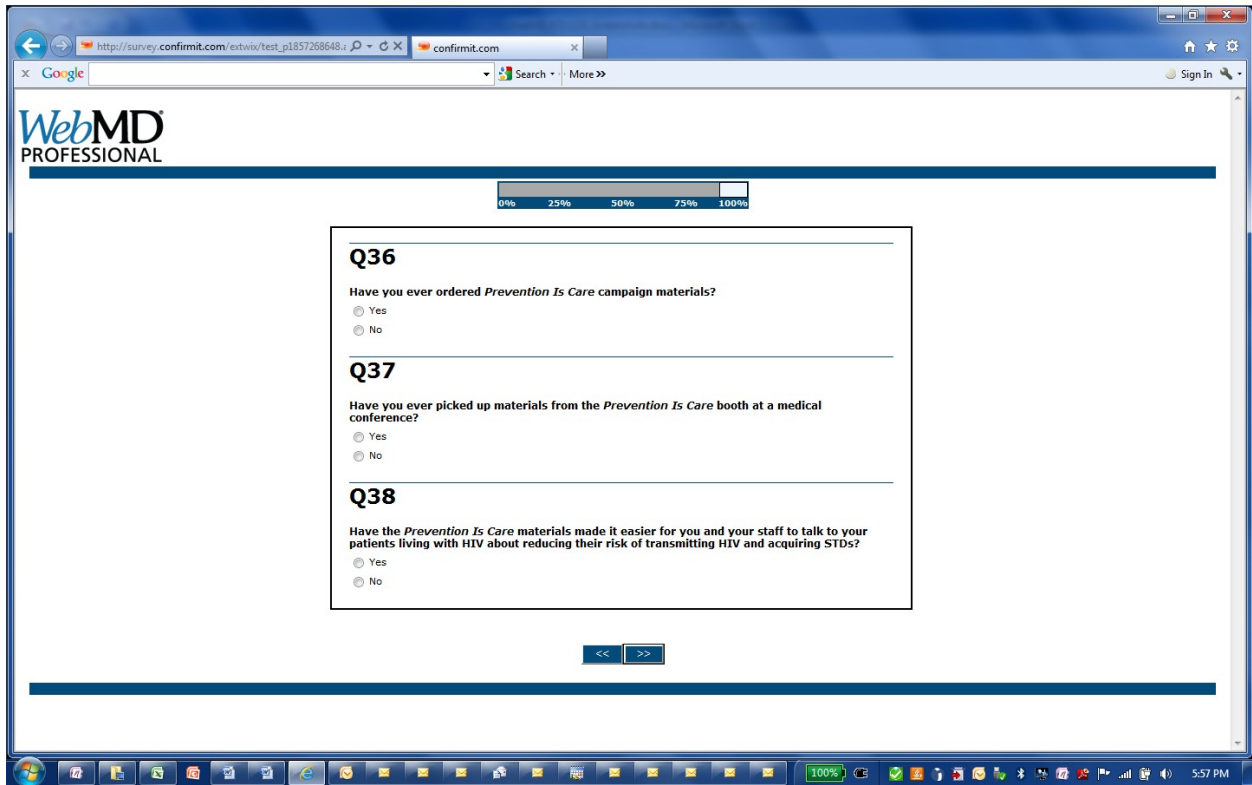 http://survey.confirmit.com/extwix/test_p1857268648.a
confirmit.com
x Google
Search
More >>
Sign In
WebMD
PROFESSIONAL
0% 25% 50% 75% 100%
Q36
Have you ever ordered Prevention Is Care campaign materials?
Yes
No
Q37
Have you ever picked up materials from the Prevention Is Care booth at a medical
conference?
Yes
No
Q38
Have the Prevention Is Care materials made it easier for you and your staff to talk to your
patients living with HIV about reducing their risk of transmitting HIV and acquiring STDs?
Yes
No
<< >>
100% 5:57 PM